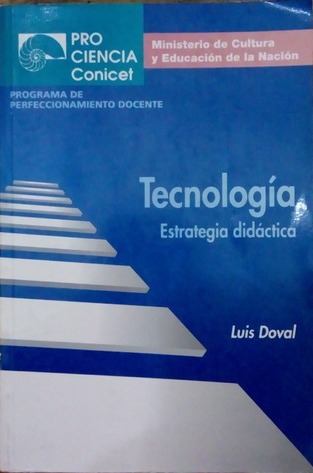 PRO
CIENCIA
Conicet
Ministerio de Cultura
y Educación de la Nación
PROGRAMA DE
PERFECCIONAMIENTO DOCENTE
Tecnología
Estrategia didáctica
Luis Doval